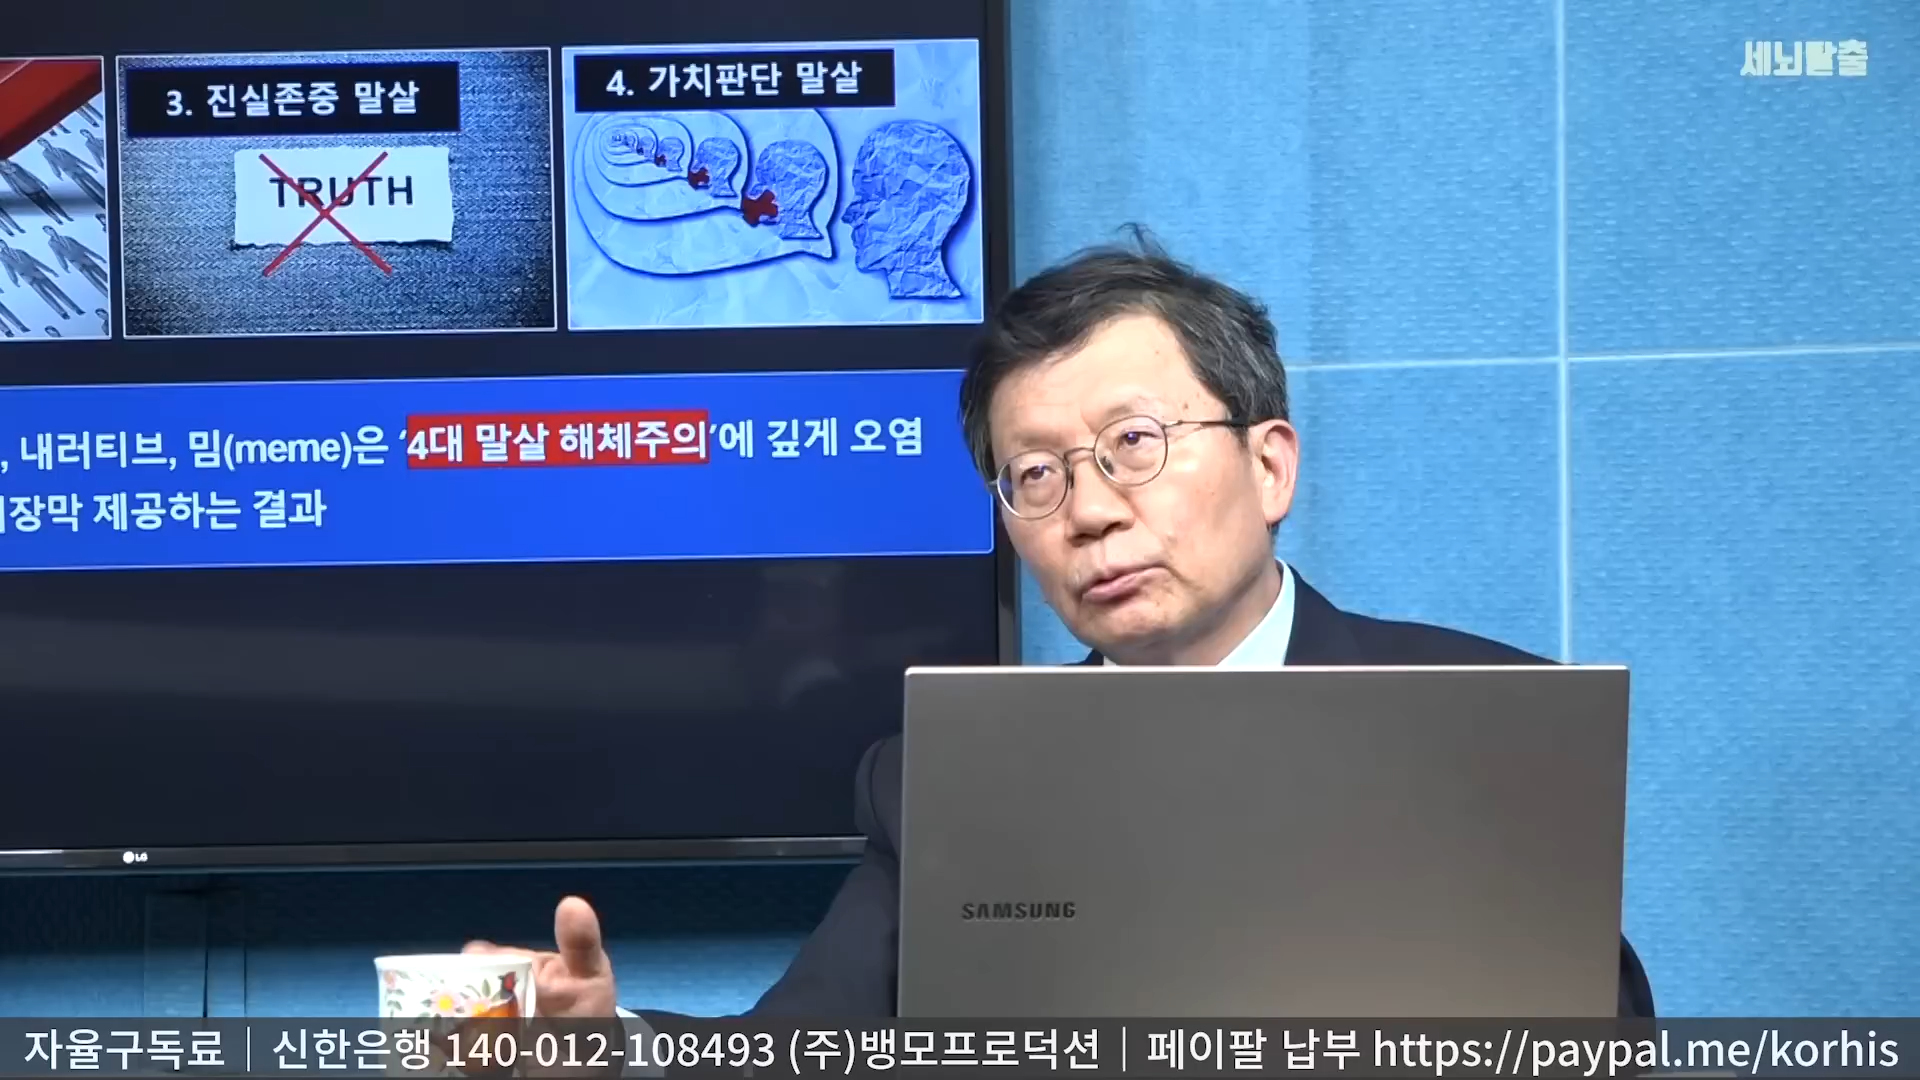 세뇌탈출
3. 진실존중 말살
4. 가치판단 말살
TRUTH
, 내러티브, 밈(meme)은 ‘4대 말살 해체주의’에 깊게 오염
장막 제공하는 결과
LG
SAMSUNG
자율구독료｜신한은행 140-012-108493 (주)뱅모프로덕션｜페이팔 납부 https://paypal.me/korhis